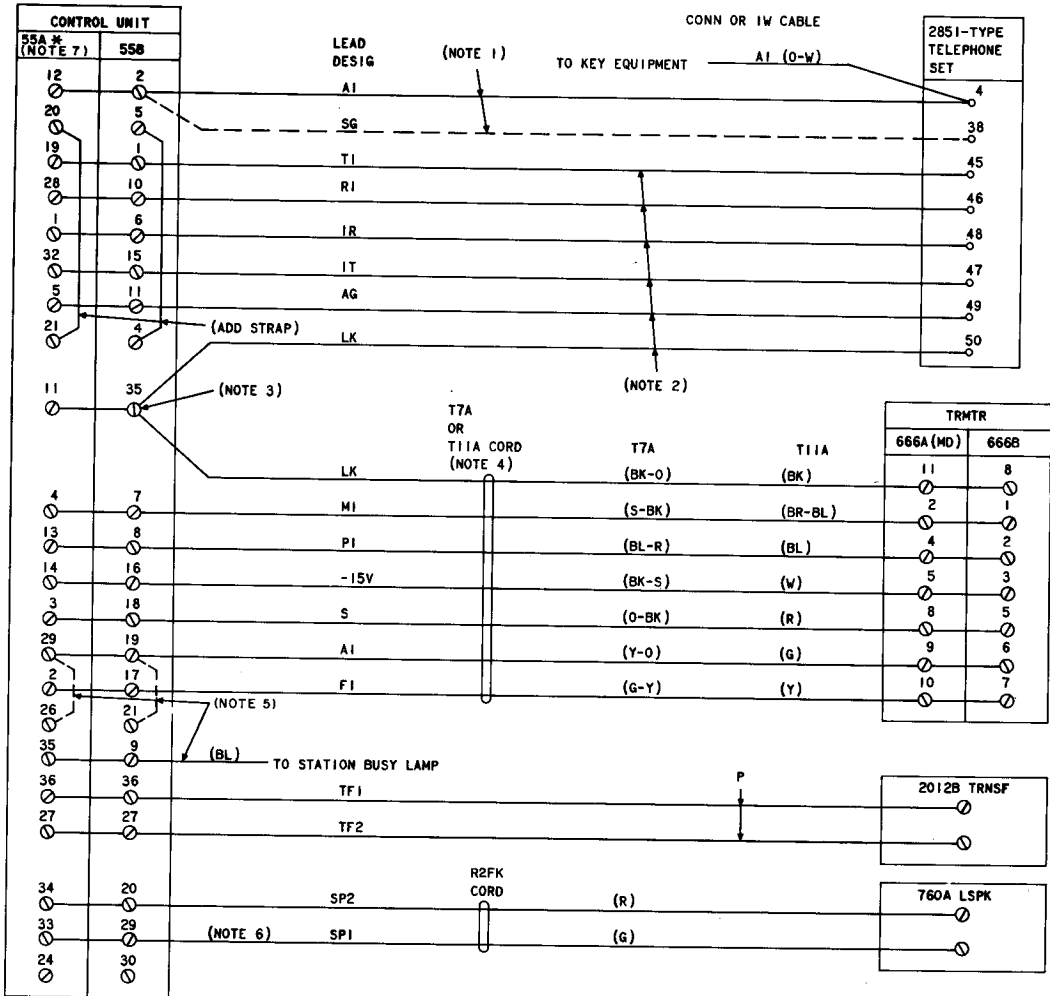 CONTROL UNIT
55A * (NOTE 7) 55B
LEAD DESIG
(NOTE 1)
CONN OR IW CABLE
TO KEY EQUIPMENT
A1 (O-W)
2851-TYPE
TELEPHONE
SET
12 2 A1 4
20 5 SG 38
19 1 T1 45
28 10 R1 46
1 6 IR 48
32 15 IT 47
5 11 AG 49
21 4 (ADD STRAP) LK 50
(NOTE 2)
11 35 (NOTE 3)
T7A
OR
T11A CORD
(NOTE 4)
T7A T11A
TRMTR
666A (MD) 666B
LK (BK-O) (BK) 11 8
4 7 M1 (S-BK) (BR-BL) 2 1
13 8 P1 (BL-R) (BL) 4 2
14 16 -15V (BK-S) (W) 5 3
3 18 S (O-BK) (R) 8 5
29 19 A1 (Y-O) (G) 9 6
2 17 F1 (G-Y) (Y) 10 7
26 21 (NOTE 5)
35 9 (BL) TO STATION BUSY LAMP
36 36 TF1 P 2012B TRNSF
27 27 TF2
R2FK
CORD
34 20 SP2 (R) 760A LSPK
33 29 (NOTE 6) SP1 (G)
24 30